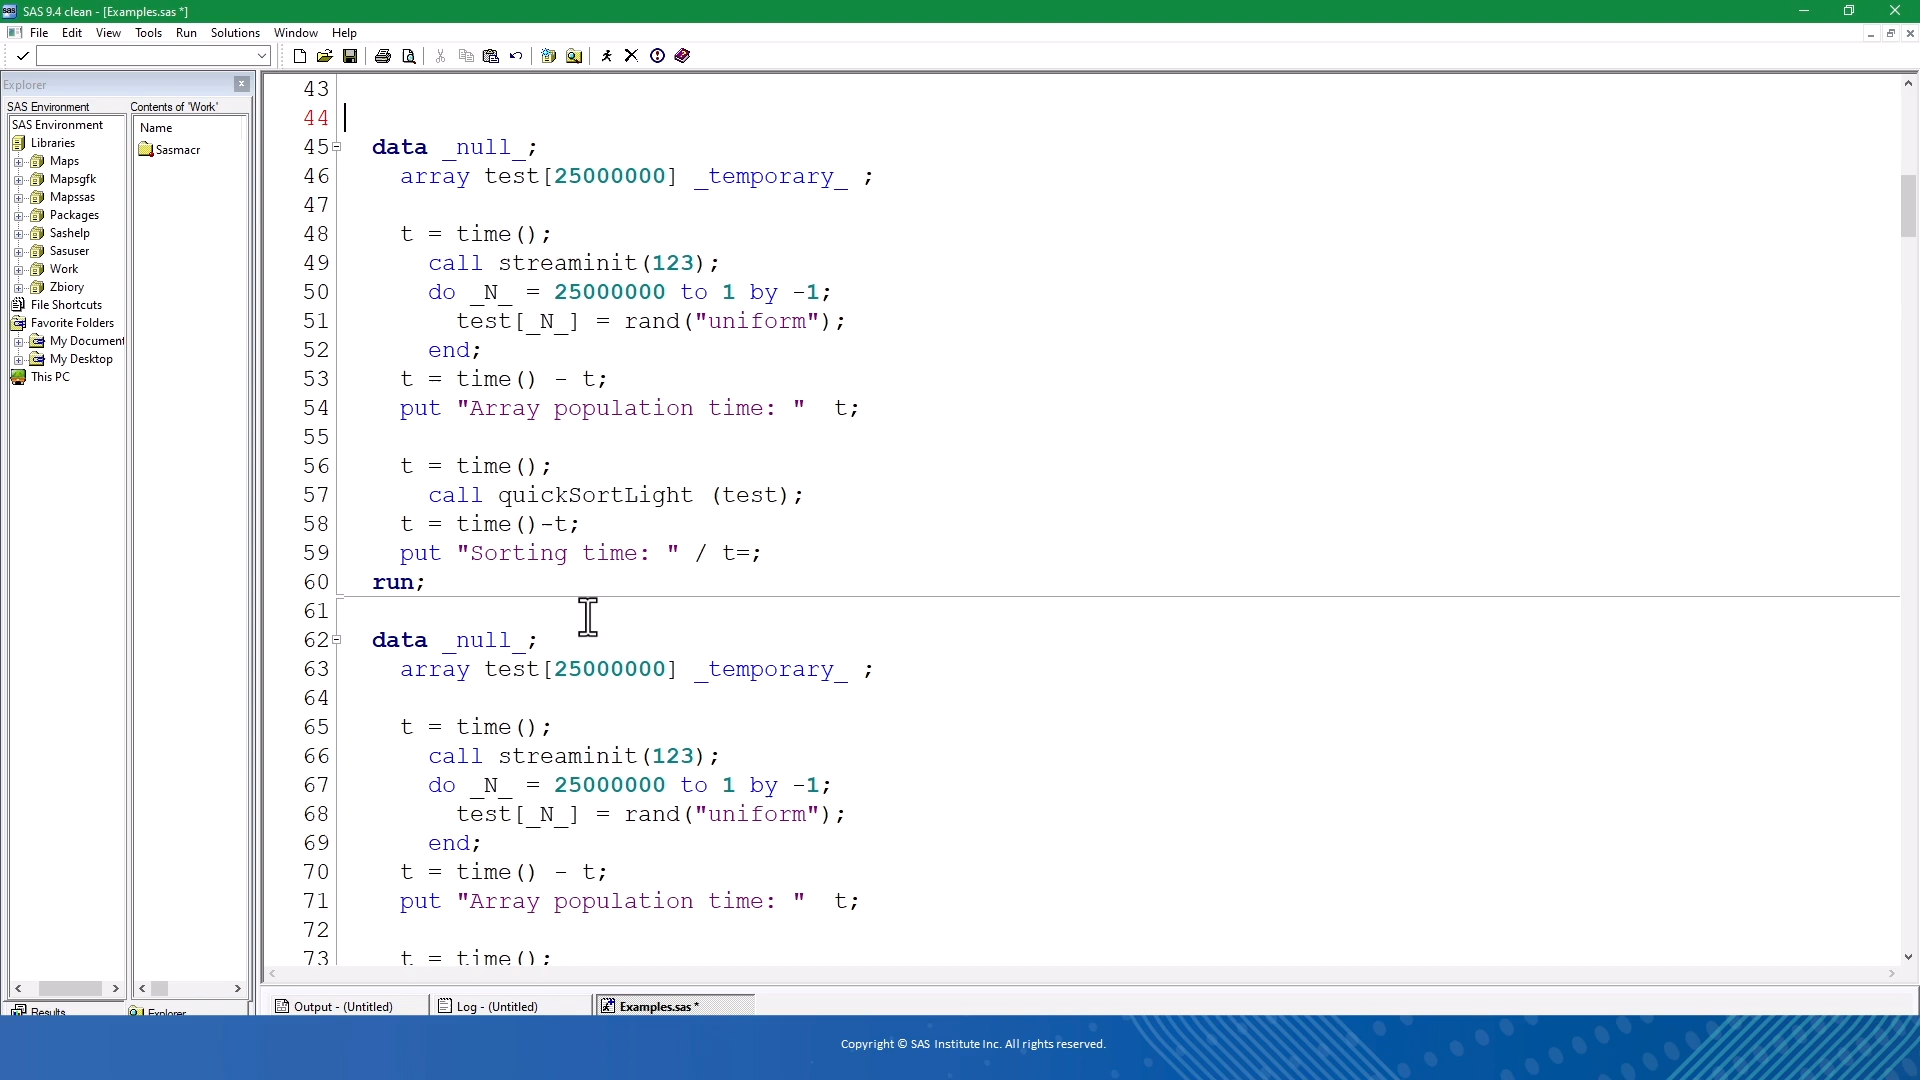 SAS 9.4 clean - [Examples.sas *]
File Edit View Tools Run Solutions Window Help
Explorer
SAS Environment
Contents of 'Work'
SAS Environment
Libraries
Maps
Mapsgfk
Mapssas
Packages
Sashelp
Sasuser
Work
Zbiory
File Shortcuts
Favorite Folders
My Document
My Desktop
This PC
Name
Sasmacr
43
44
45 data _null_;
46 array test[25000000] _temporary_ ;
47
48 t = time();
49 call streaminit(123);
50 do _N_ = 25000000 to 1 by -1;
51 test[_N_] = rand("uniform");
52 end;
53 t = time() - t;
54 put "Array population time: "  t;
55
56 t = time();
57 call quickSortLight (test);
58 t = time()-t;
59 put "Sorting time: " / t=;
60 run;
61
62 data _null_;
63 array test[25000000] _temporary_ ;
64
65 t = time();
66 call streaminit(123);
67 do _N_ = 25000000 to 1 by -1;
68 test[_N_] = rand("uniform");
69 end;
70 t = time() - t;
71 put "Array population time: "  t;
72
73 t = time();
Results
Explorer
Output - (Untitled)
Log - (Untitled)
Examples.sas *
Copyright © SAS Institute Inc. All rights reserved.